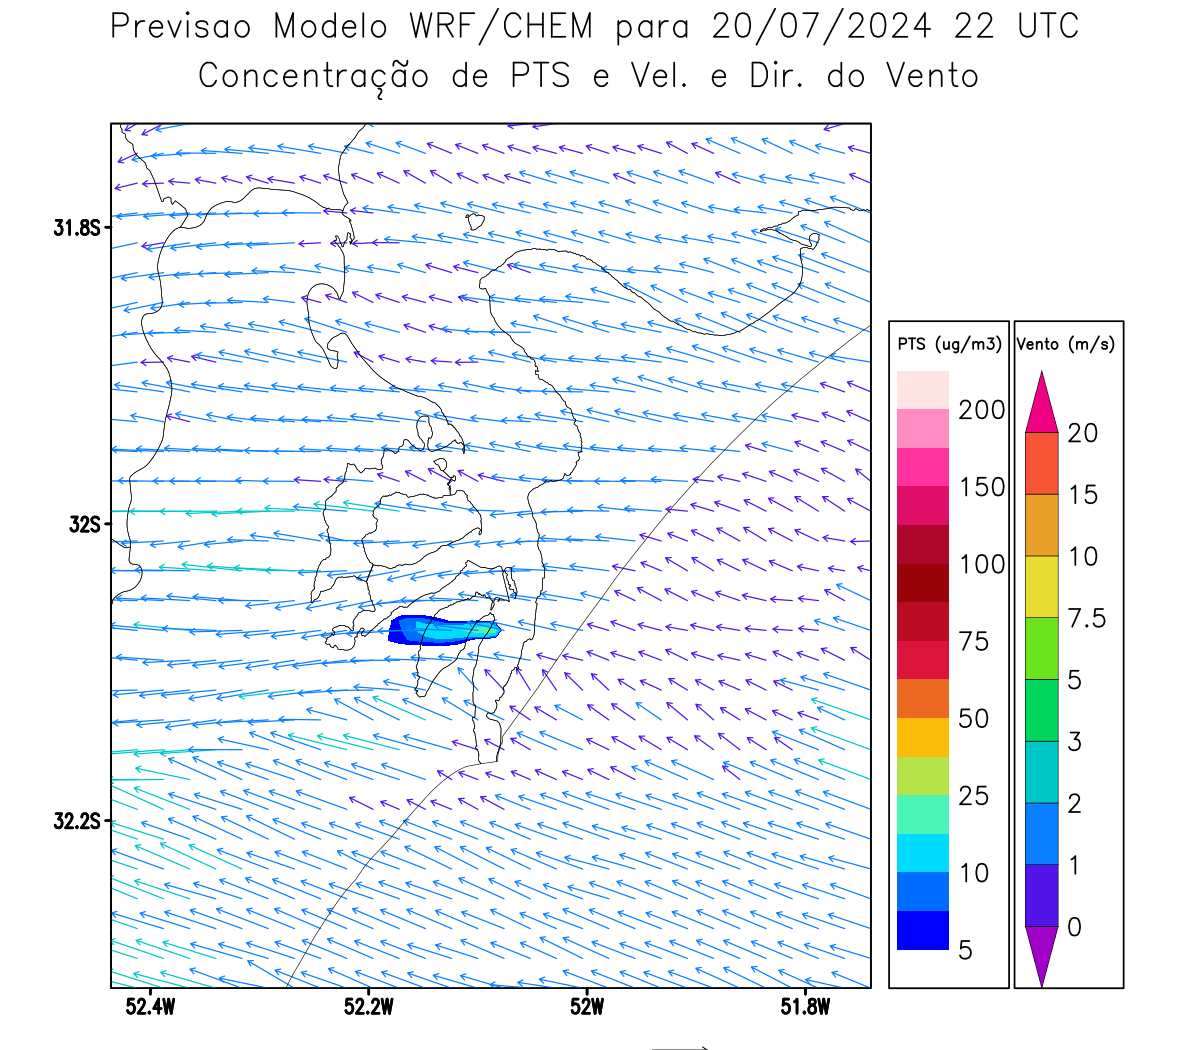 Previsao Modelo WRF/CHEM para 20/07/2024 22 UTC
Concentração de PTS e Vel. e Dir. do Vento
31.8S
32S
32.2S
52.4W 52.2W 52W 51.8W
PTS (ug/m3)
200
150
100
75
50
25
10
5
Vento (m/s)
20
15
10
7.5
5
3
2
1
0